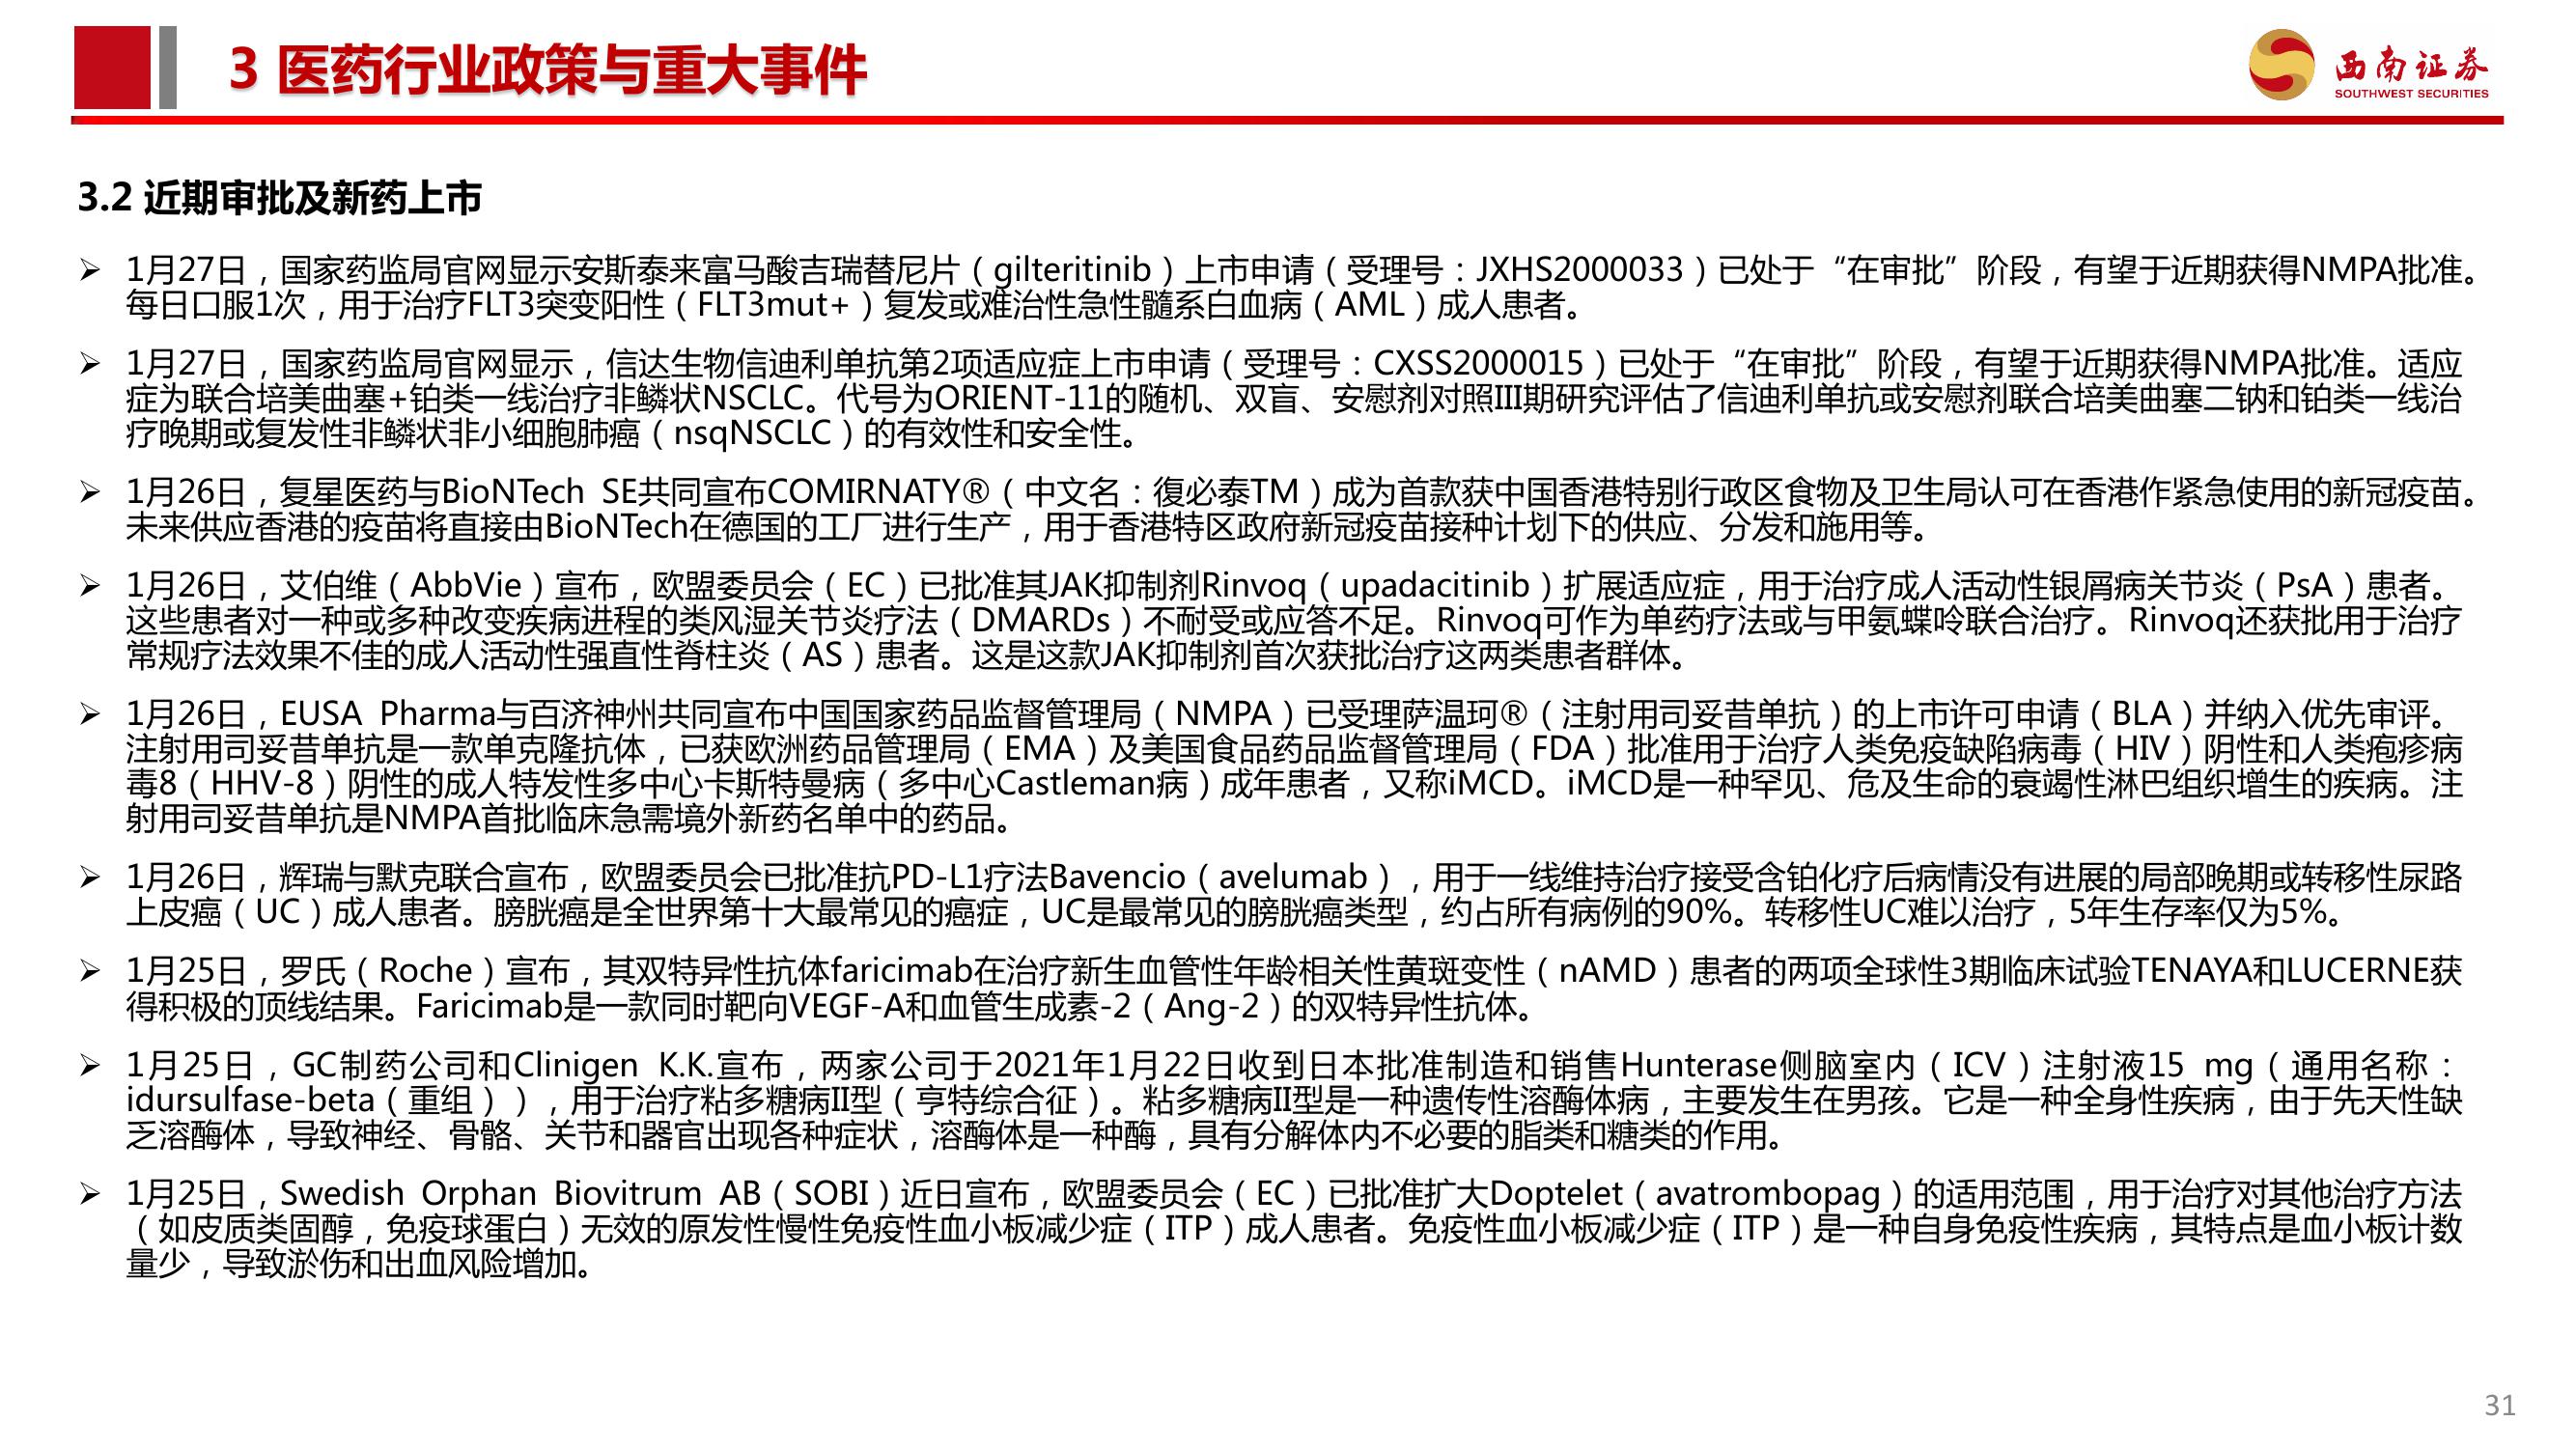 3 医药行业政策与重大事件
西南证券
SOUTHWEST SECURITIES
3.2 近期审批及新药上市
➢ 1月27日，国家药监局官网显示安斯泰来富马酸吉瑞替尼片（gilteritinib）上市申请（受理号：JXHS2000033）已处于“在审批”阶段，有望于近期获得NMPA批准。
每日口服1次，用于治疗FLT3突变阳性（FLT3mut+）复发或难治性急性髓系白血病（AML）成人患者。
➢ 1月27日，国家药监局官网显示，信达生物信迪利单抗第2项适应症上市申请（受理号：CXSS2000015）已处于“在审批”阶段，有望于近期获得NMPA批准。适应
症为联合培美曲塞+铂类一线治疗非鳞状NSCLC。代号为ORIENT-11的随机、双盲、安慰剂对照III期研究评估了信迪利单抗或安慰剂联合培美曲塞二钠和铂类一线治
疗晚期或复发性非鳞状非小细胞肺癌（nsqNSCLC）的有效性和安全性。
➢ 1月26日，复星医药与BioNTech SE共同宣布COMIRNATY®（中文名：復必泰TM）成为首款获中国香港特别行政区食物及卫生局认可在香港作紧急使用的新冠疫苗。
未来供应香港的疫苗将直接由BioNTech在德国的工厂进行生产，用于香港特区政府新冠疫苗接种计划下的供应、分发和施用等。
➢ 1月26日，艾伯维（AbbVie）宣布，欧盟委员会（EC）已批准其JAK抑制剂Rinvoq（upadacitinib）扩展适应症，用于治疗成人活动性银屑病关节炎（PsA）患者。
这些患者对一种或多种改变疾病进程的类风湿关节炎疗法（DMARDs）不耐受或应答不足。Rinvoq可作为单药疗法或与甲氨蝶呤联合治疗。Rinvoq还获批用于治疗
常规疗法效果不佳的成人活动性强直性脊柱炎（AS）患者。这是这款JAK抑制剂首次获批治疗这两类患者群体。
➢ 1月26日，EUSA Pharma与百济神州共同宣布中国国家药品监督管理局（NMPA）已受理萨温珂®（注射用司妥昔单抗）的上市许可申请（BLA）并纳入优先审评。
注射用司妥昔单抗是一款单克隆抗体，已获欧洲药品管理局（EMA）及美国食品药品监督管理局（FDA）批准用于治疗人类免疫缺陷病毒（HIV）阴性和人类疱疹病
毒8（HHV-8）阴性的成人特发性多中心卡斯特曼病（多中心Castleman病）成年患者，又称iMCD。iMCD是一种罕见、危及生命的衰竭性淋巴组织增生的疾病。注
射用司妥昔单抗是NMPA首批临床急需境外新药名单中的药品。
➢ 1月26日，辉瑞与默克联合宣布，欧盟委员会已批准抗PD-L1疗法Bavencio（avelumab），用于一线维持治疗接受含铂化疗后病情没有进展的局部晚期或转移性尿路
上皮癌（UC）成人患者。膀胱癌是全世界第十大最常见的癌症，UC是最常见的膀胱癌类型，约占所有病例的90%。转移性UC难以治疗，5年生存率仅为5%。
➢ 1月25日，罗氏（Roche）宣布，其双特异性抗体faricimab在治疗新生血管性年龄相关性黄斑变性（nAMD）患者的两项全球性3期临床试验TENAYA和LUCERNE获
得积极的顶线结果。Faricimab是一款同时靶向VEGF-A和血管生成素-2（Ang-2）的双特异性抗体。
➢ 1月25日，GC制药公司和Clinigen K.K.宣布，两家公司于2021年1月22日收到日本批准制造和销售Hunterase侧脑室内（ICV）注射液15 mg（通用名称：
idursulfase-beta（重组）），用于治疗粘多糖病II型（亨特综合征）。粘多糖病II型是一种遗传性溶酶体病，主要发生在男孩。它是一种全身性疾病，由于先天性缺
乏溶酶体，导致神经、骨骼、关节和器官出现各种症状，溶酶体是一种酶，具有分解体内不必要的脂类和糖类的作用。
➢ 1月25日，Swedish Orphan Biovitrum AB（SOBI）近日宣布，欧盟委员会（EC）已批准扩大Doptelet（avatrombopag）的适用范围，用于治疗对其他治疗方法
（如皮质类固醇，免疫球蛋白）无效的原发性慢性免疫性血小板减少症（ITP）成人患者。免疫性血小板减少症（ITP）是一种自身免疫性疾病，其特点是血小板计数
量少，导致淤伤和出血风险增加。
31